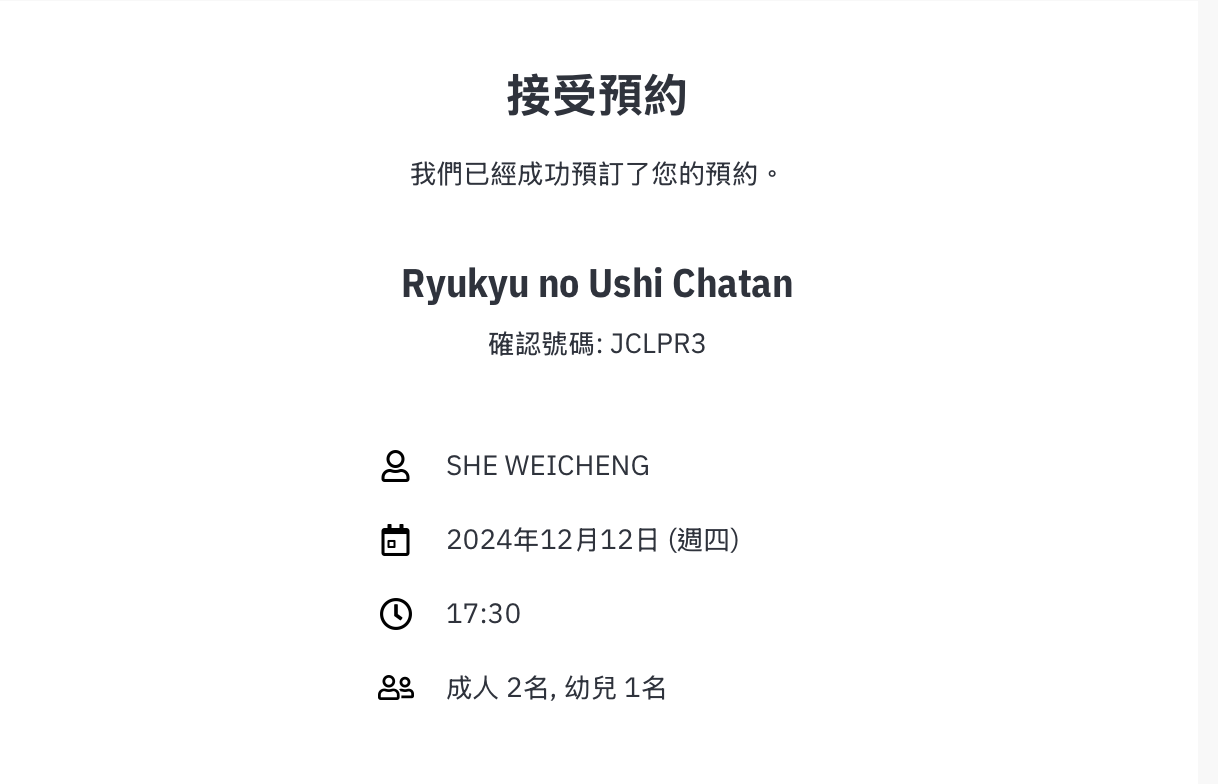 接受預約
我們已經成功預訂了您的預約。
Ryukyu no Ushi Chatan
確認號碼: JCLPR3
SHE WEICHENG
2024年12月12日 (週四)
17:30
成人 2名, 幼兒 1名